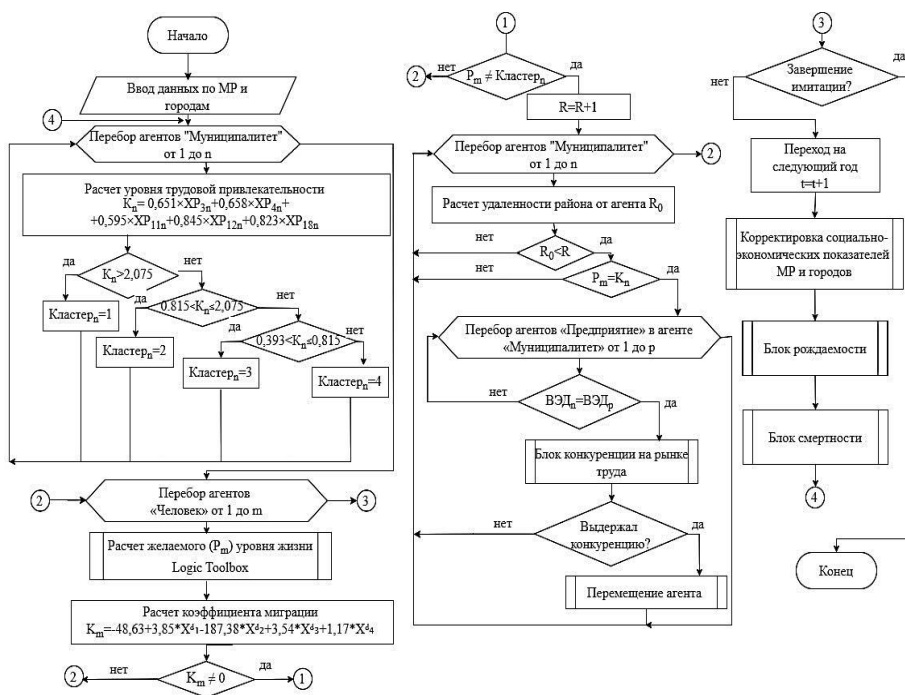 Начало
Ввод данных по МР и
городам
4
Перебор агентов "Муниципалитет"
от 1 до n
Расчет уровня трудовой привлекательности
Kₙ= 0,651×XP₃ₙ+0,658×XP₄ₙ+
+0,595×XP₁₁ₙ+0,845×XP₁₂ₙ+0,823×XP₁₈ₙ
да
Kₙ>2,075
нет
Кластерₙ=1
да
0.815<Kₙ≤2,075
нет
Кластерₙ=2
да
0,393<Kₙ≤0,815
нет
Кластерₙ=3
Кластерₙ=4
2
Перебор агентов
«Человек» от 1 до m
3
Расчет желаемого (Pₘ) уровня жизни
Logic Toolbox
Расчет коэффициента миграции
Kₘ=-48,63+3,85*Xᵈ₁-187,38*Xᵈ₂+3,54*Xᵈ₃+1,17*Xᵈ₄
2
нет
Kₘ ≠ 0
да
1
1
2
нет
Pₘ ≠ Кластерₙ
да
R=R+1
Перебор агентов "Муниципалитет"
от 1 до n
2
Расчет удаленности района от агента R₀
нет
R₀<R
да
нет
Pₘ=Kₙ
да
Перебор агентов «Предприятие» в агенте
«Муниципалитет» от 1 до p
нет
ВЭДₙ=ВЭДₚ
да
Блок конкуренции на рынке
труда
нет
Выдержал
конкуренцию?
да
Перемещение агента
3
нет
Завершение
имитации?
да
Переход на
следующий год
t=t+1
Корректировка социально-
экономических показателей
МР и городов
Блок рождаемости
Блок смертности
4
Конец